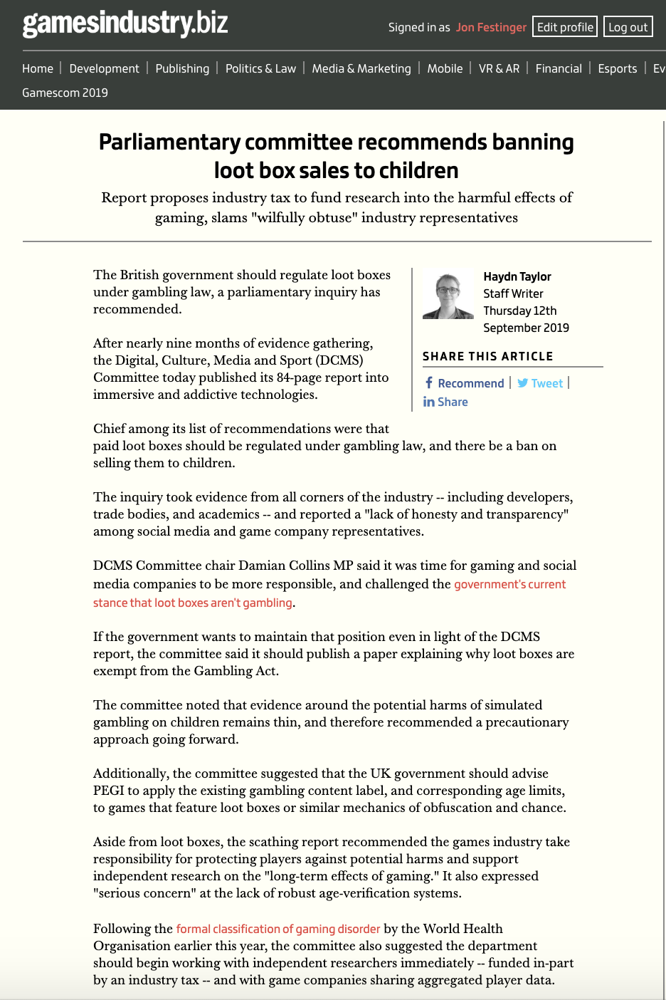 gamesindustry.biz
Signed in as Jon Festinger Edit profile Log out
Home | Development | Publishing | Politics & Law | Media & Marketing | Mobile | VR & AR | Financial | Esports | Ev
Gamescom 2019
Parliamentary committee recommends banning
loot box sales to children
Report proposes industry tax to fund research into the harmful effects of
gaming, slams "wilfully obtuse" industry representatives
The British government should regulate loot boxes
under gambling law, a parliamentary inquiry has
recommended.
After nearly nine months of evidence gathering,
the Digital, Culture, Media and Sport (DCMS)
Committee today published its 84-page report into
immersive and addictive technologies.
Haydn Taylor
Staff Writer
Thursday 12th
September 2019
SHARE THIS ARTICLE
Recommend | Tweet |
Share
Chief among its list of recommendations were that
paid loot boxes should be regulated under gambling law, and there be a ban on
selling them to children.
The inquiry took evidence from all corners of the industry -- including developers,
trade bodies, and academics -- and reported a "lack of honesty and transparency"
among social media and game company representatives.
DCMS Committee chair Damian Collins MP said it was time for gaming and social
media companies to be more responsible, and challenged the government's current
stance that loot boxes aren't gambling.
If the government wants to maintain that position even in light of the DCMS
report, the committee said it should publish a paper explaining why loot boxes are
exempt from the Gambling Act.
The committee noted that evidence around the potential harms of simulated
gambling on children remains thin, and therefore recommended a precautionary
approach going forward.
Additionally, the committee suggested that the UK government should advise
PEGI to apply the existing gambling content label, and corresponding age limits,
to games that feature loot boxes or similar mechanics of obfuscation and chance.
Aside from loot boxes, the scathing report recommended the games industry take
responsibility for protecting players against potential harms and support
independent research on the "long-term effects of gaming." It also expressed
"serious concern" at the lack of robust age-verification systems.
Following the formal classification of gaming disorder by the World Health
Organisation earlier this year, the committee also suggested the department
should begin working with independent researchers immediately -- funded in-part
by an industry tax -- and with game companies sharing aggregated player data.